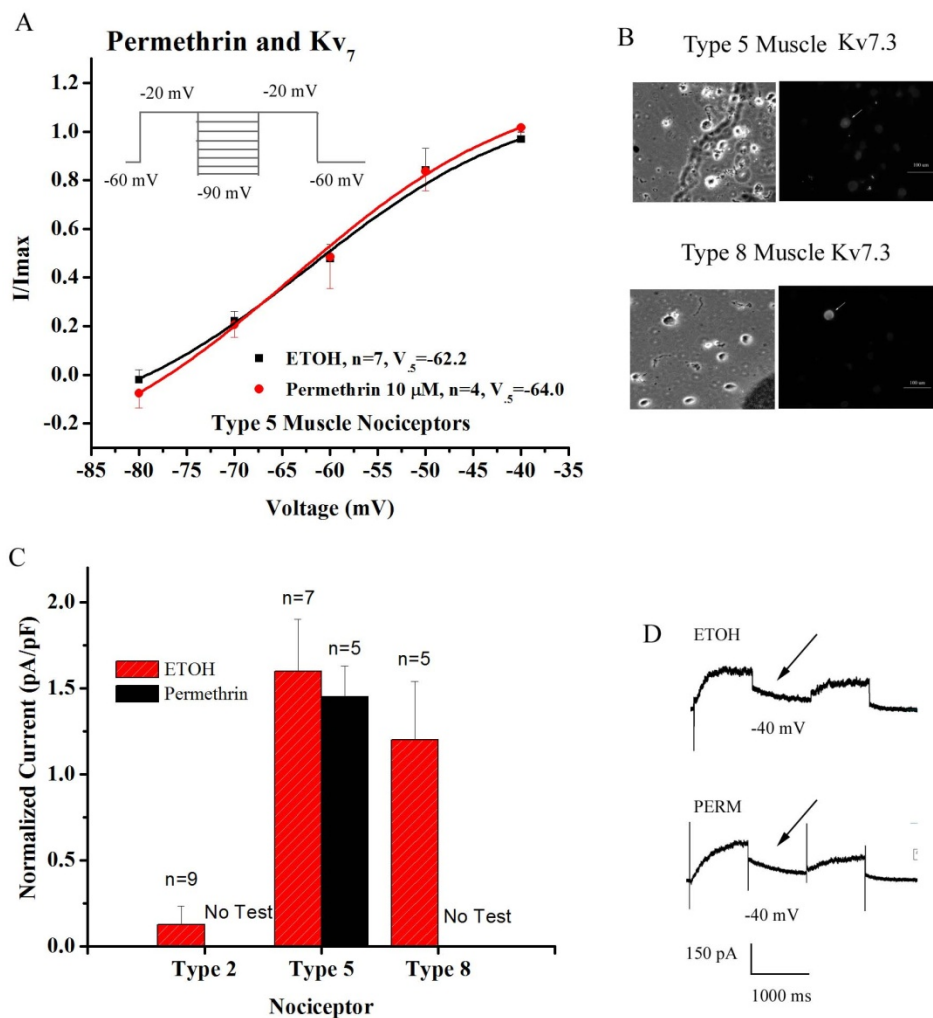 A
Permethrin and Kv7
1.2
1.0
0.8
0.6
0.4
0.2
0.0
-0.2
I/Imax
-20 mV
-20 mV
-60 mV
-90 mV
-60 mV
ETOH, n=7, V.5=-62.2
Permethrin 10 μM, n=4, V.5=-64.0
Type 5 Muscle Nociceptors
-85 -80 -75 -70 -65 -60 -55 -50 -45 -40 -35
Voltage (mV)
B
Type 5 Muscle Kv7.3
Type 8 Muscle Kv7.3
C
2.0
1.5
1.0
0.5
0.0
Normalized Current (pA/pF)
ETOH
Permethrin
n=9
No Test
n=7
n=5
n=5
No Test
Type 2 Type 5 Type 8
Nociceptor
D
ETOH
-40 mV
PERM
-40 mV
150 pA
1000 ms